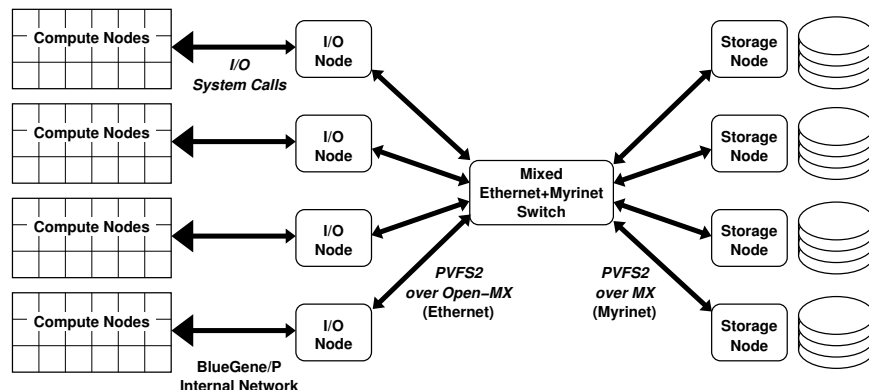 Compute Nodes
I/O
System Calls
I/O
Node
Compute Nodes
I/O
Node
Compute Nodes
I/O
Node
Compute Nodes
BlueGene/P
Internal Network
I/O
Node
Mixed
Ethernet+Myrinet
Switch
PVFS2
over Open−MX
(Ethernet)
PVFS2
over MX
(Myrinet)
Storage
Node
Storage
Node
Storage
Node
Storage
Node